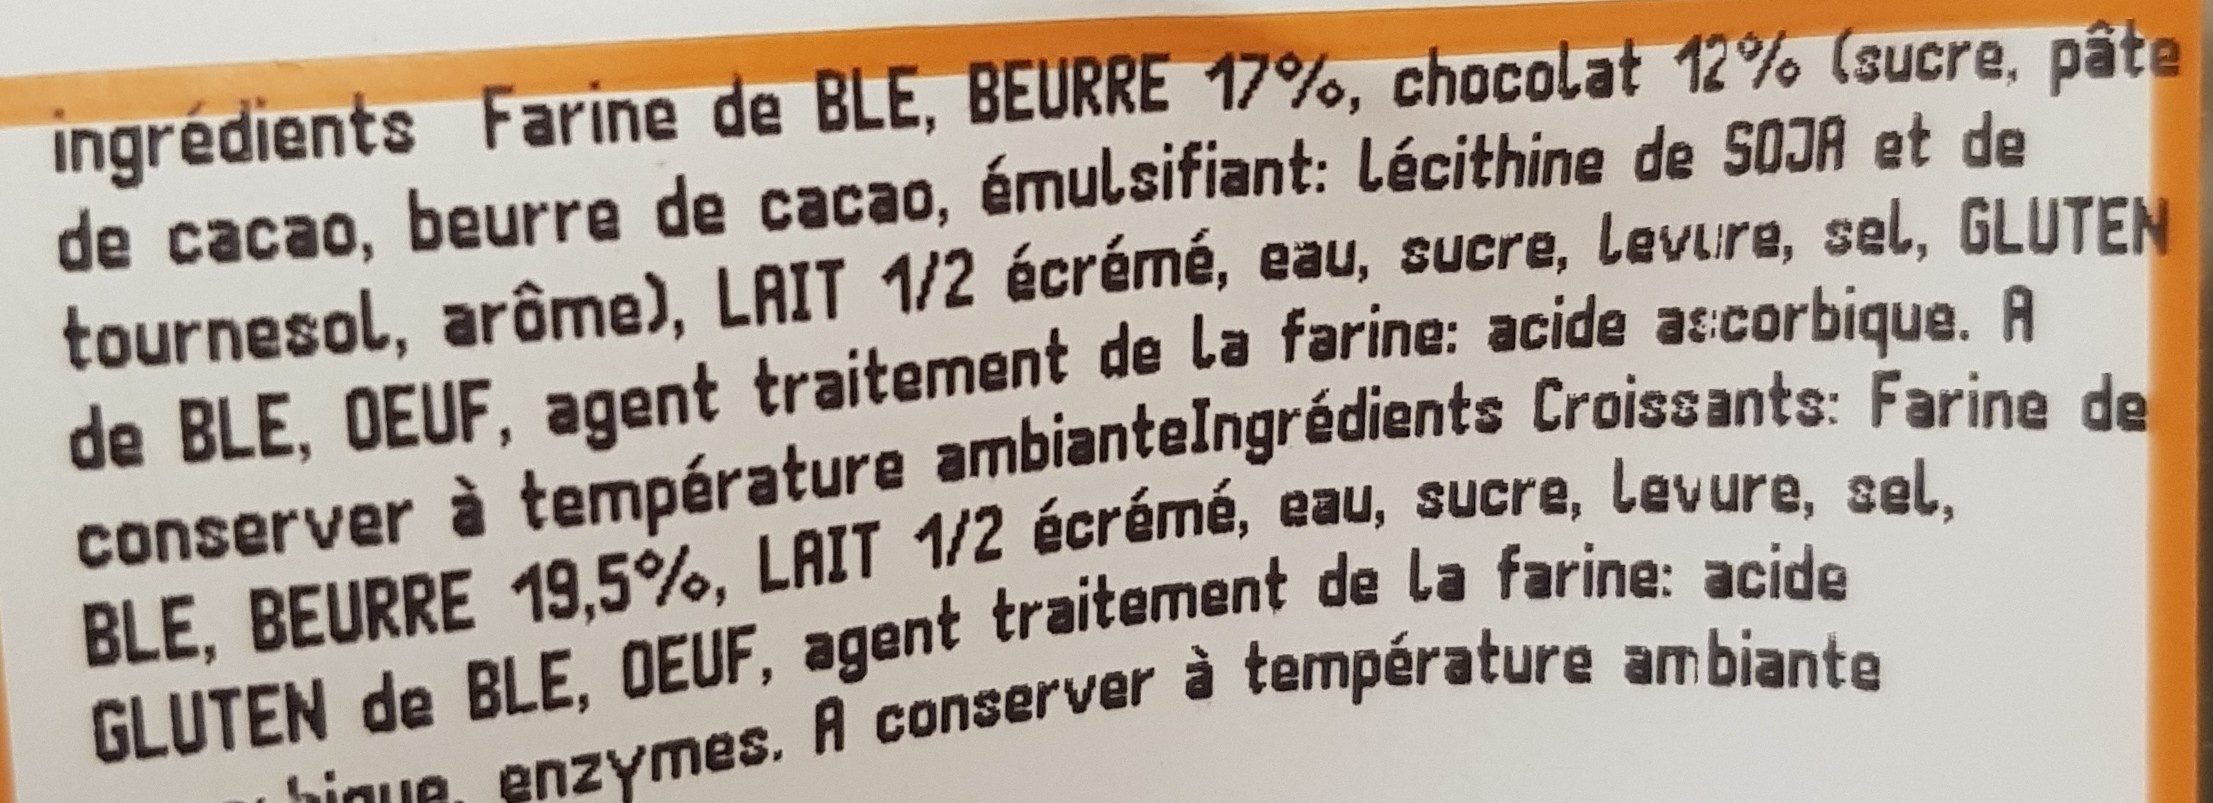 ingrédients Farine de BLE, BEURRE 17%, chocolat 12% (sucre, pâte
de cacao, beurre de cacao, émulsifiant: lécithine de SOJA et de
tournesol, arôme), LAIT 1/2 écrémé, eau, sucre, levure, sel, GLUTEN
de BLE, OEUF, agent traitement de la farine: acide ascorbique. A
conserver à température ambianteIngrédients Croissants: Farine de
BLE, BEURRE 19,5%, LAIT 1/2 écrémé, eau, sucre, levure, sel,
GLUTEN de BLE, OEUF, agent traitement de la farine: acide
enzymes. A conserver à température ambiante